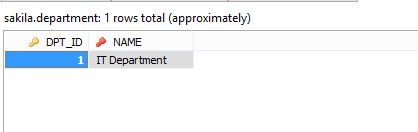 sakila.department: 1 rows total (approximately)
DPT_ID NAME
1 IT Department